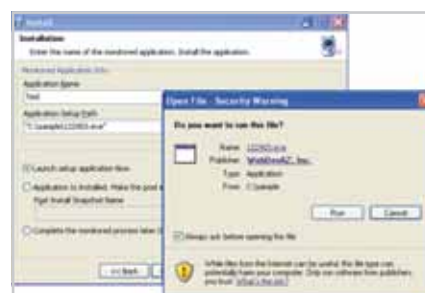 Install
Installation
Enter the name of the monitored application. Install the application.
Monitored Application Info
Application Name
Test
Application Setup Path
Launch setup application now
Application is installed. Make the post
Post Install Snapshot Name
Complete the monitored process later
<< Back
Open File - Security Warning
Do you want to run this file?
Name:
Publisher:
Type: Application
From: C:\sample
Run
Cancel
Always ask before opening this file
While files from the Internet can be useful, this file type can
potentially harm your computer. Only run software from publishers
you trust. What's the risk?